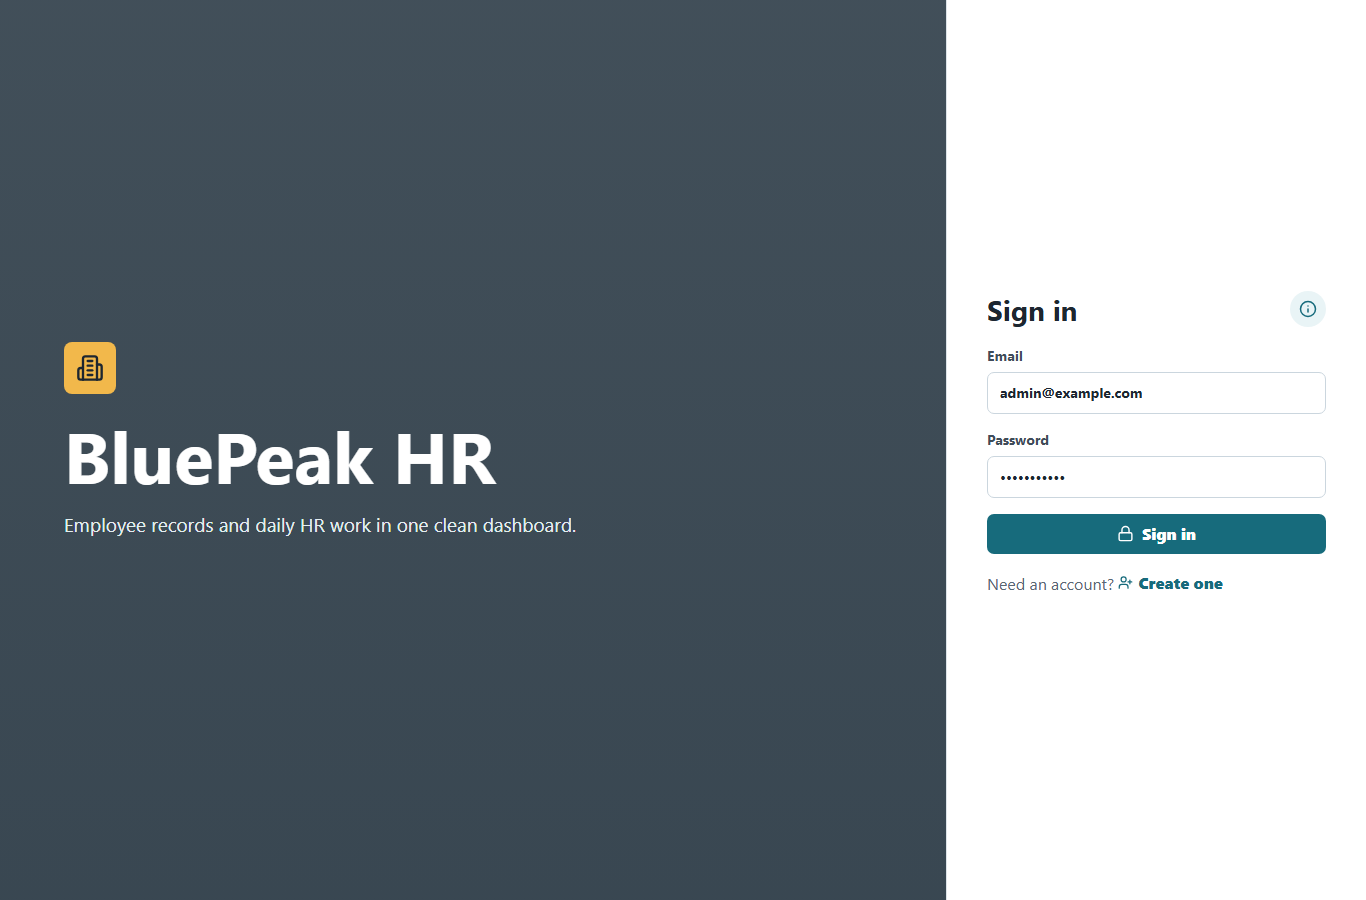 BluePeak HR
Employee records and daily HR work in one clean dashboard.
Sign in
Email
admin@example.com
Password
•••••••••••
Sign in
Need an account? Create one